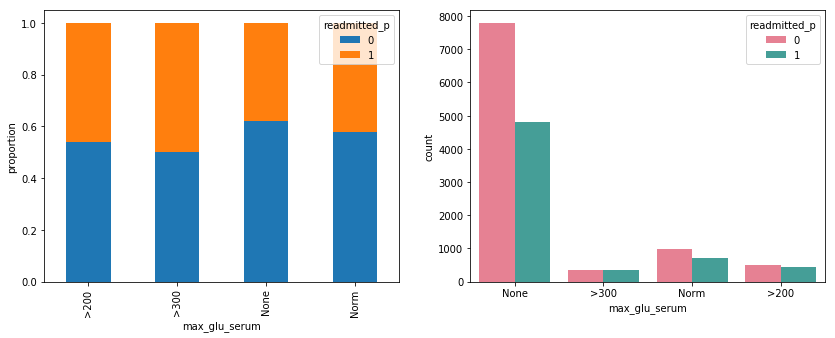 1.0
0.8
0.6
0.4
0.2
0.0
proportion
readmitted_p
0
1
>200
>300
None
Norm
max_glu_serum
8000
7000
6000
5000
4000
3000
2000
1000
0
count
readmitted_p
0
1
None
>300
Norm
>200
max_glu_serum